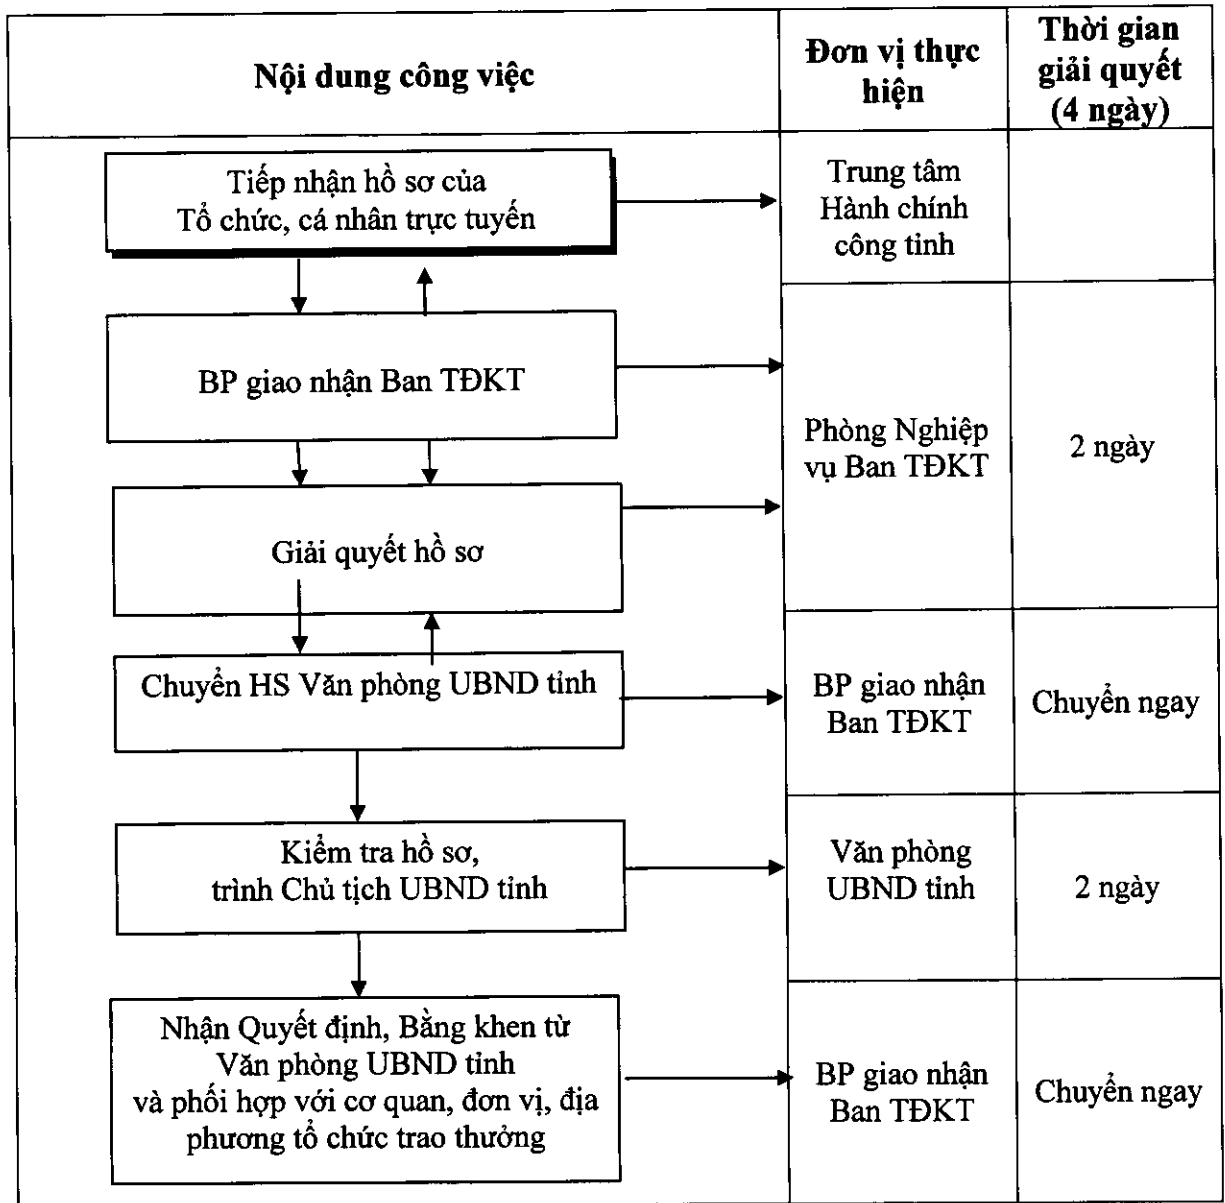 Nội dung công việc
Đơn vị thực
hiện
Thời gian
giải quyết
(4 ngày)
Tiếp nhận hồ sơ của
Tổ chức, cá nhân trực tuyến
Trung tâm
Hành chính
công tỉnh
BP giao nhận Ban TĐKT
Phòng Nghiệp
vụ Ban TĐKT
2 ngày
Giải quyết hồ sơ
Chuyển HS Văn phòng UBND tỉnh
BP giao nhận
Ban TĐKT
Chuyển ngay
Kiểm tra hồ sơ,
trình Chủ tịch UBND tỉnh
Văn phòng
UBND tỉnh
2 ngày
Nhận Quyết định, Bằng khen từ
Văn phòng UBND tỉnh
và phối hợp với cơ quan, đơn vị, địa
phương tổ chức trao thưởng
BP giao nhận
Ban TĐKT
Chuyển ngay